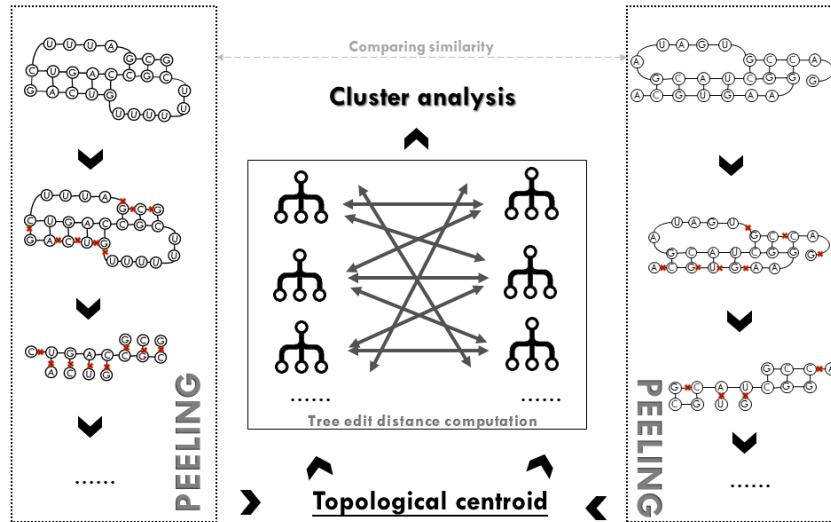 Comparing similarity
Cluster analysis
U U U A G C G
C U G A C C G C U
G A C U G U
U U U U U
U A G U G C C A
A G C A U C G G G
A C G U G A A
U U U A G C G
C U G A C C G C U
G A C U G U
U U U U U
U A G U G C C A
A G C A U C G G G
A C G U G A A
G C G
C U G A C C G C
A C U G
G C C A
G C A U C G G
C G U G
......
......
Tree edit distance computation
PEELING
PEELING
......
......
Topological centroid